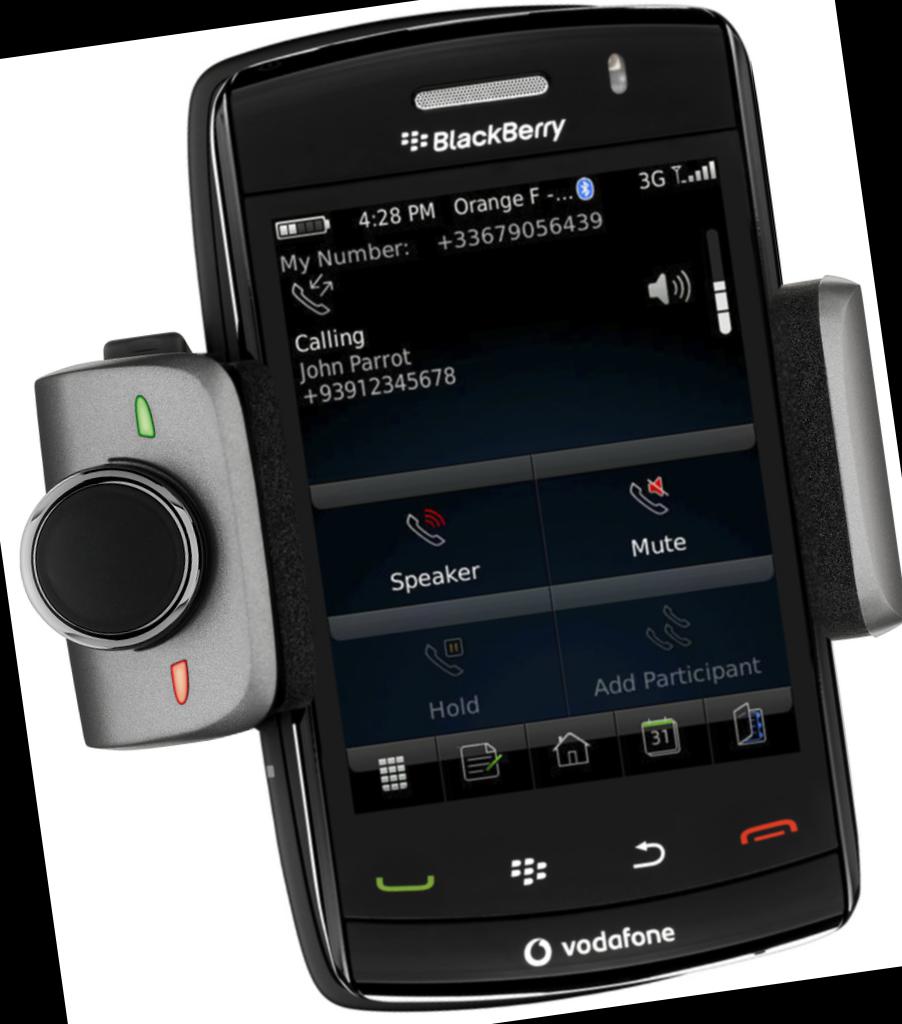 BlackBerry
4:28 PM Orange F -... 3G
My Number: +33679056439
Calling
John Parrot
+93912345678
Speaker Mute
Hold Add Participant
31
vodafone